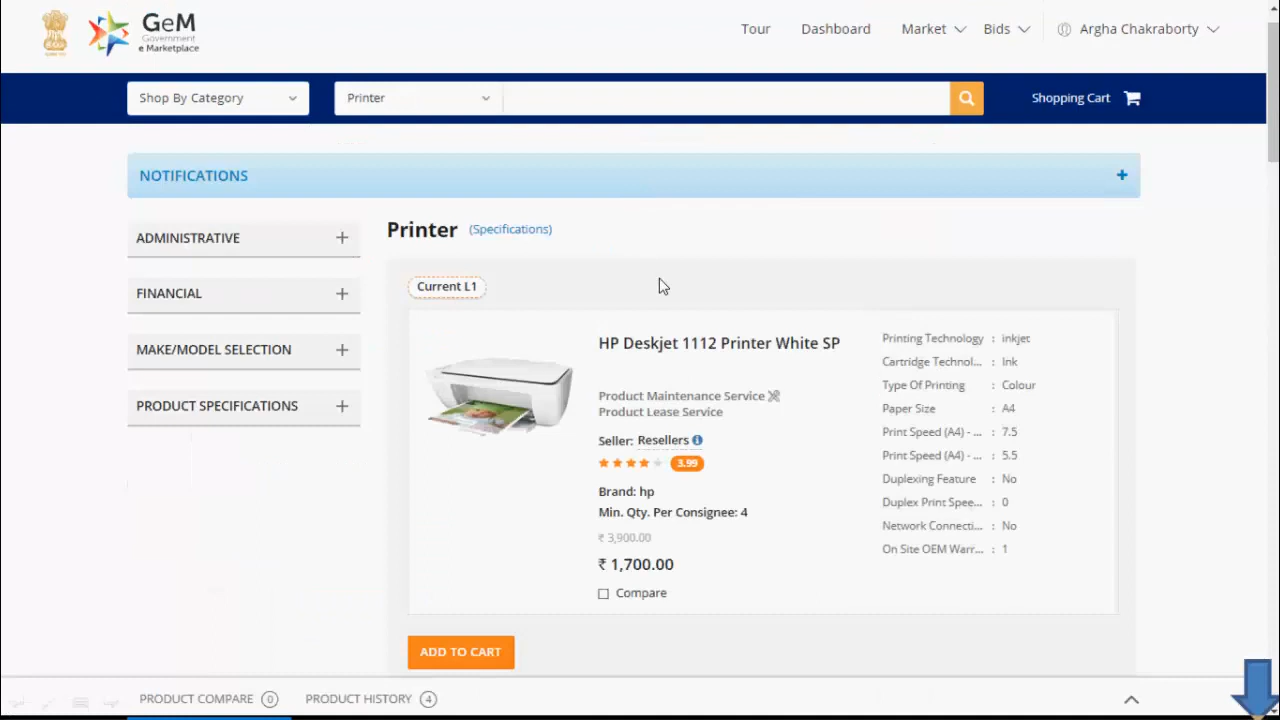 GeM
Government
e Marketplace
Tour
Dashboard
Market
Bids
Argha Chakraborty
Shop By Category
Printer
Shopping Cart
NOTIFICATIONS
ADMINISTRATIVE
FINANCIAL
MAKE/MODEL SELECTION
PRODUCT SPECIFICATIONS
Printer (Specifications)
Current L1
HP Deskjet 1112 Printer White SP
Product Maintenance Service
Product Lease Service
Seller: Resellers
3.99
Brand: hp
Min. Qty. Per Consignee: 4
₹ 3,900.00
₹ 1,700.00
Compare
Printing Technology : inkjet
Cartridge Technol... : Ink
Type Of Printing : Colour
Paper Size : A4
Print Speed (A4) - ... : 7.5
Print Speed (A4) - ... : 5.5
Duplexing Feature : No
Duplex Print Spee... : 0
Network Connecti... : No
On Site OEM Warr... : 1
ADD TO CART
PRODUCT COMPARE 0
PRODUCT HISTORY 4